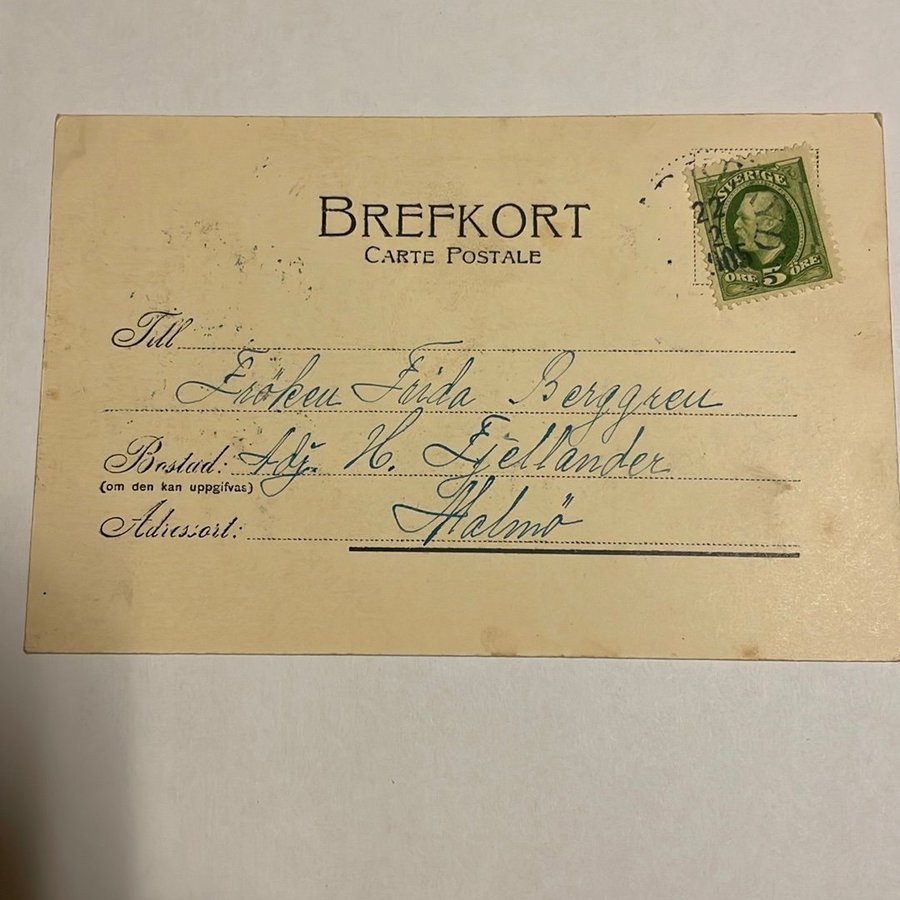 BREFKORT
CARTE POSTALE
SVERIGE
22
ÖRE 5 ÖRE
Till
Fröken Frida Berggren
Bostad: Adj. H. Fjellander
(om den kan uppgifvas)
Adressort: Malmö